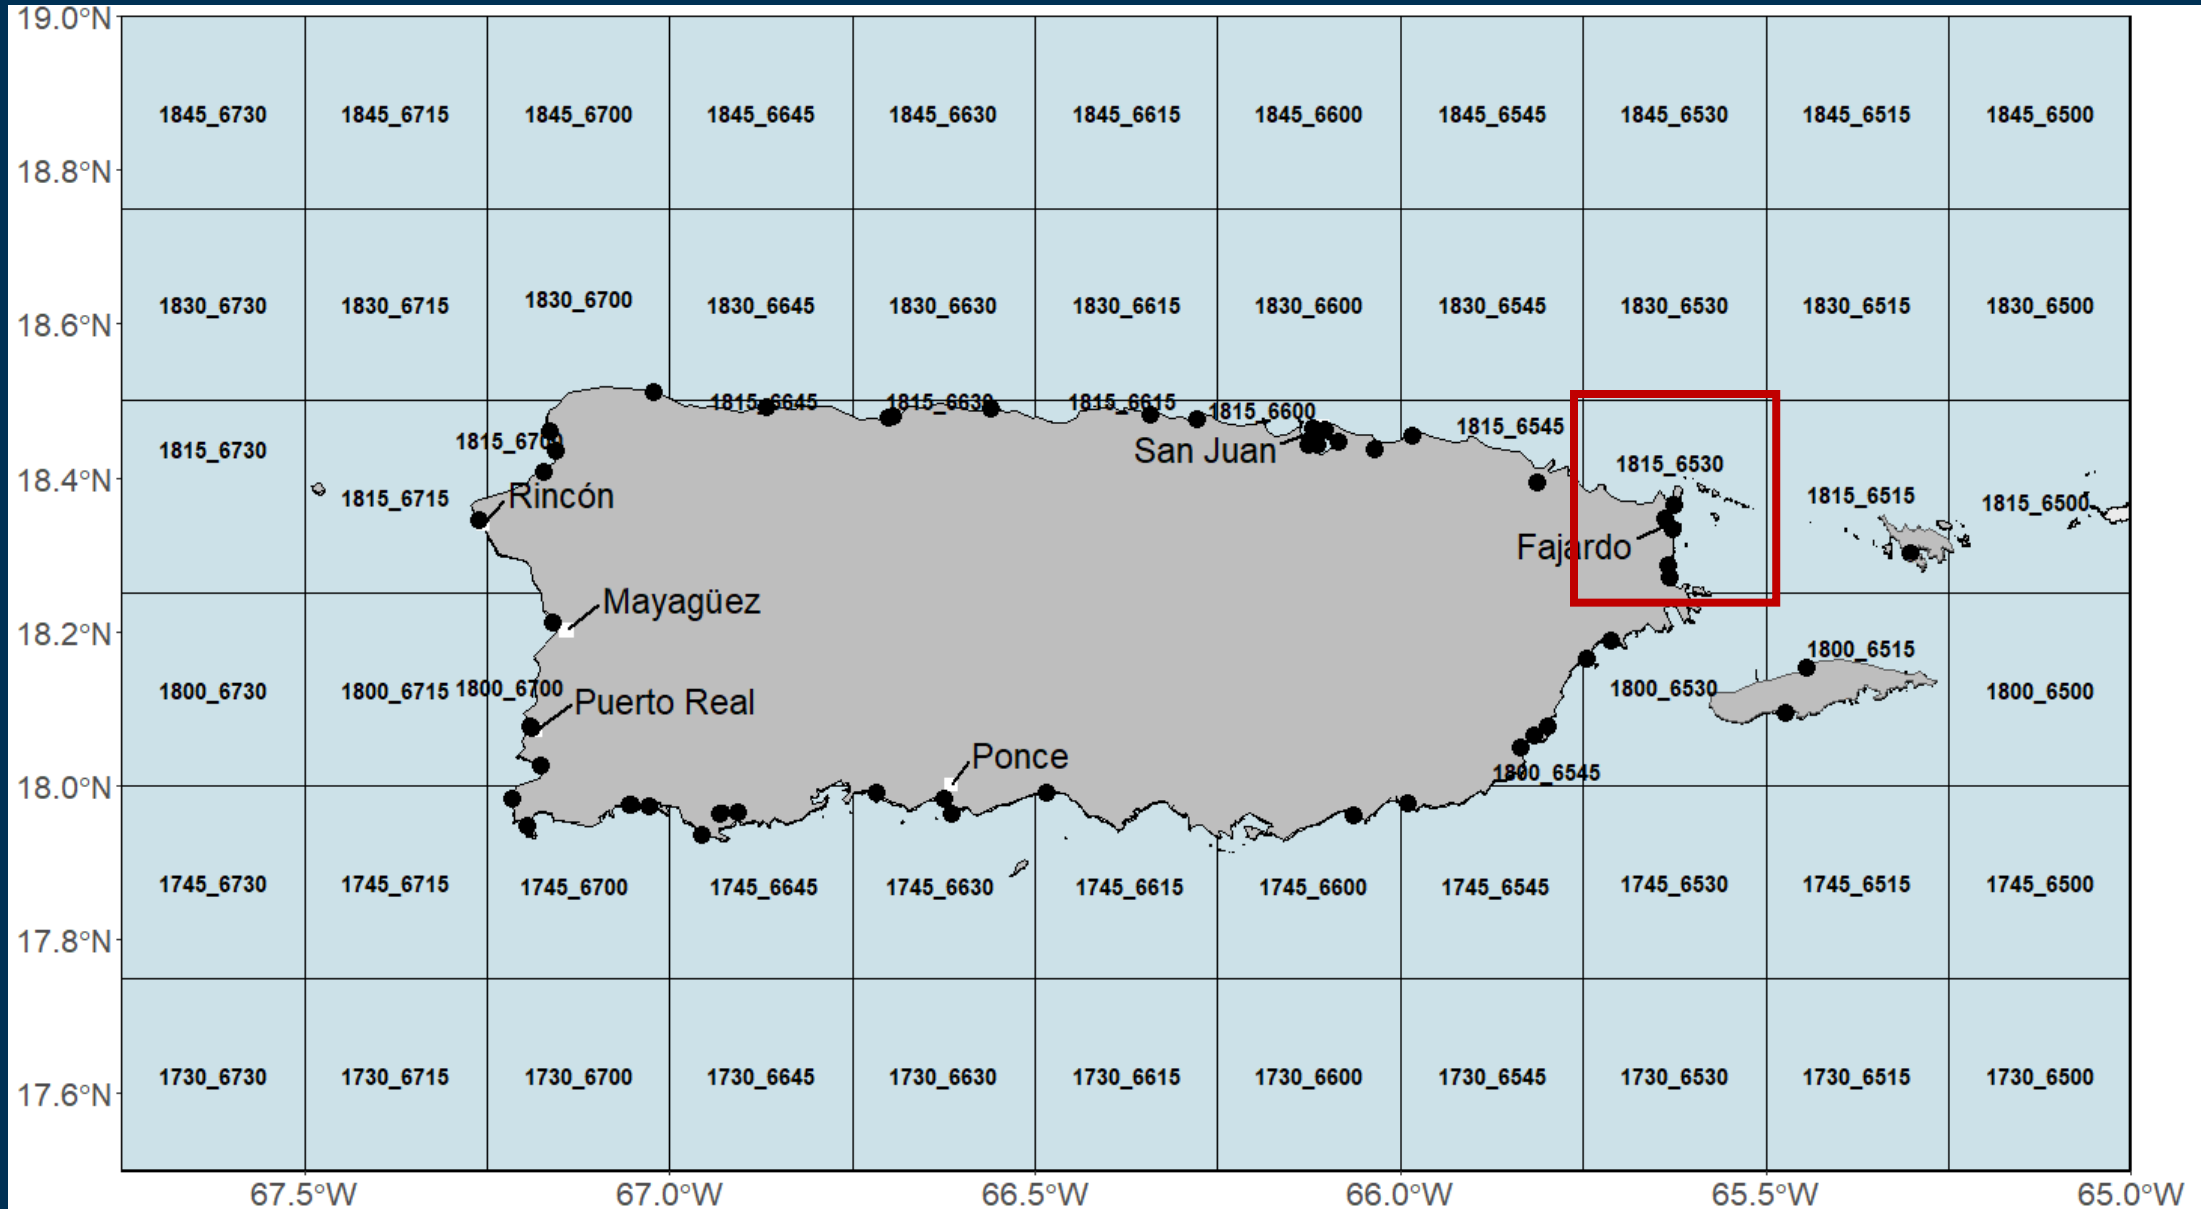 19.0°N
1845_6730 1845_6715 1845_6700 1845_6645 1845_6630 1845_6615 1845_6600 1845_6545 1845_6530 1845_6515 1845_6500
18.8°N
1830_6730 1830_6715 1830_6700 1830_6645 1830_6630 1830_6615 1830_6600 1830_6545 1830_6530 1830_6515 1830_6500
18.6°N
1815_6645 1815_6630 1815_6615 1815_6600 1815_6545
1815_6730 1815_6700 San Juan 1815_6530
18.4°N
1815_6715 Rincón 1815_6515 1815_6500
Fajardo
Mayagüez
18.2°N
1800_6515
1800_6730 1800_6715 1800_6700 1800_6530 1800_6500
Puerto Real
Ponce
1800_6545
18.0°N
1745_6730 1745_6715 1745_6700 1745_6645 1745_6630 1745_6615 1745_6600 1745_6545 1745_6530 1745_6515 1745_6500
17.8°N
1730_6730 1730_6715 1730_6700 1730_6645 1730_6630 1730_6615 1730_6600 1730_6545 1730_6530 1730_6515 1730_6500
17.6°N
67.5°W 67.0°W 66.5°W 66.0°W 65.5°W 65.0°W